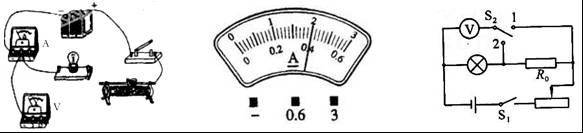 - +
A
V
0 1 2 3
0 0.2 0.4 0.6
A
- 0.6 3
V S₂ 1
2
R₀
S₁